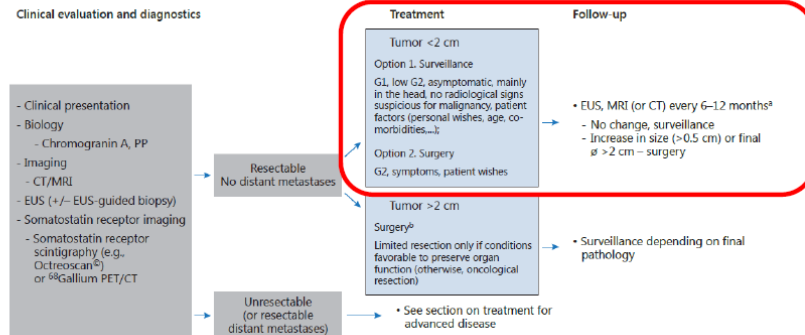 Clinical evaluation and diagnostics
Treatment
Follow-up
- Clinical presentation
- Biology
- Chromogranin A, PP
- Imaging
- CT/MRI
- EUS (+/– EUS-guided biopsy)
- Somatostatin receptor imaging
- Somatostatin receptor
scintigraphy (e.g.,
Octreoscan©)
or 68Gallium PET/CT
Resectable
No distant metastases
Unresectable
(or resectable
distant metastases)
Tumor <2 cm
Option 1. Surveillance
G1, low G2, asymptomatic, mainly
in the head, no radiological signs
suspicious for malignancy, patient
factors (personal wishes, age, co-
morbidities,...);
Option 2. Surgery
G2, symptoms, patient wishes
Tumor >2 cm
Surgeryb
Limited resection only if conditions
favorable to preserve organ
function (otherwise, oncological
resection)
• See section on treatment for
advanced disease
• EUS, MRI (or CT) every 6–12 monthsa
- No change, surveillance
- Increase in size (>0.5 cm) or final
ø >2 cm – surgery
• Surveillance depending on final
pathology